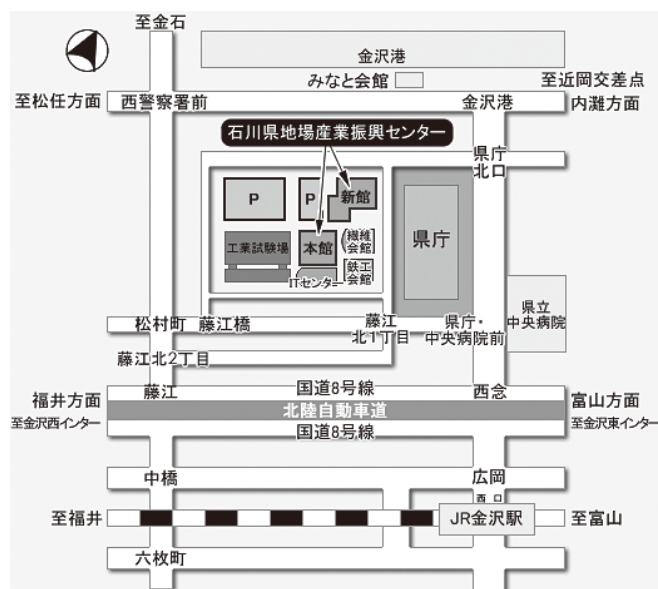 至金石
金沢港
みなと会館
至近岡交差点
至松任方面
西警察署前
金沢港
内灘方面
石川県地場産業振興センター
県庁
北口
P
P
新館
県庁
工業試験場
本館
繊維
会館
鉄工
会館
ITセンター
県立
中央病院
松村町
藤江橋
藤江
北1丁目
県庁・
中央病院前
藤江北2丁目
福井方面
藤江
国道8号線
西念
富山方面
至金沢西インター
北陸自動車道
至金沢東インター
国道8号線
中橋
広岡
西口
至福井
JR金沢駅
至富山
六枚町